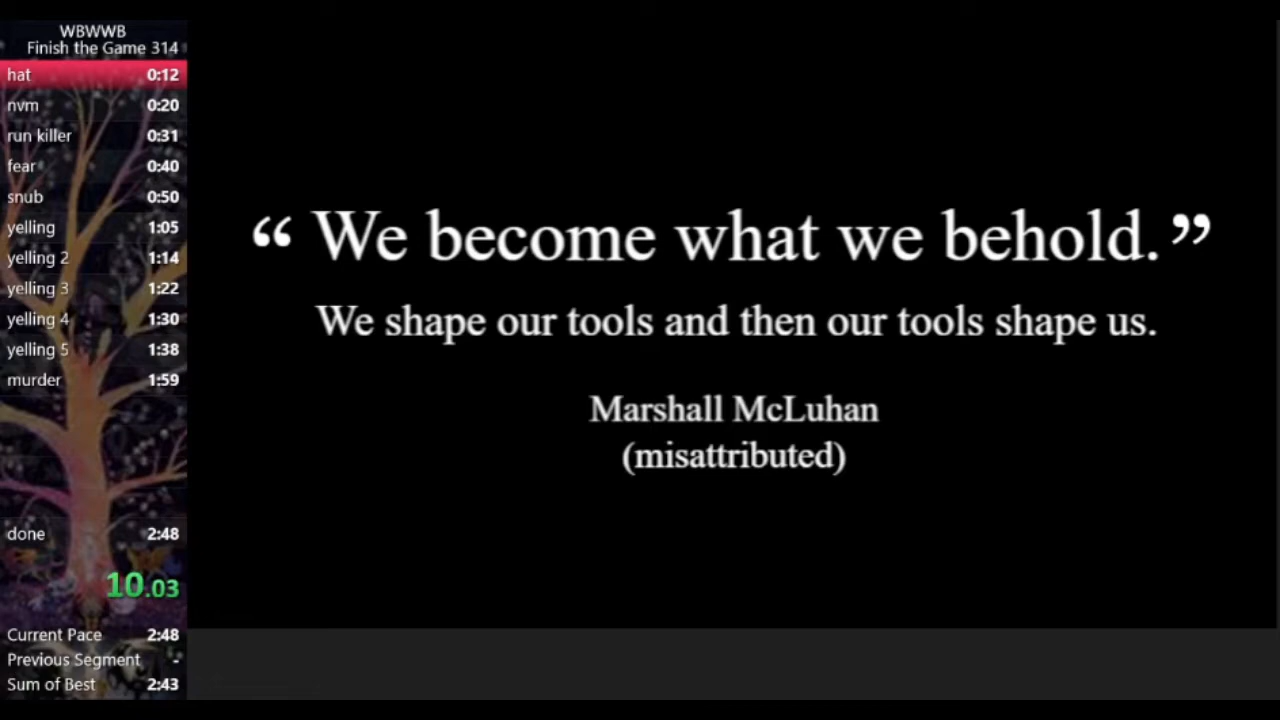 WBWWB
Finish the Game 314
hat 0:12
nvm 0:20
run killer 0:31
fear 0:40
snub 0:50
yelling 1:05
yelling 2 1:14
yelling 3 1:22
yelling 4 1:30
yelling 5 1:38
murder 1:59
done 2:48
10.03
Current Pace 2:48
Previous Segment -
Sum of Best 2:43
“ We become what we behold. ”
We shape our tools and then our tools shape us.
Marshall McLuhan
(misattributed)